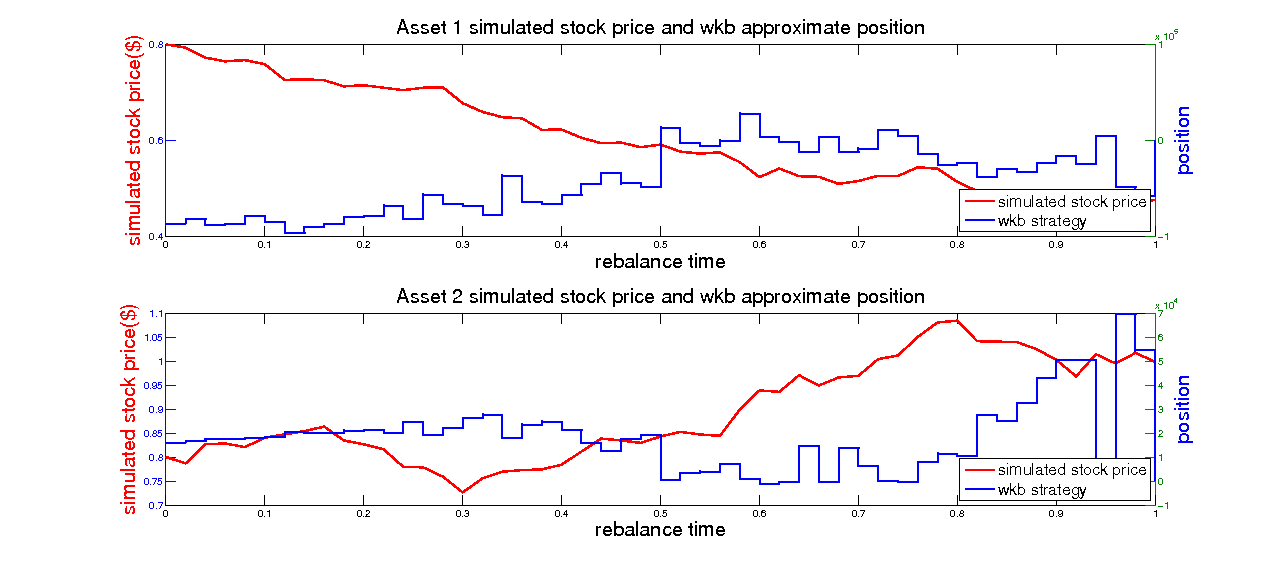 Asset 1 simulated stock price and wkb approximate position
simulated stock price($)
0.8
0.6
0.4
x 10^5
1
0
−1
position
simulated stock price
wkb strategy
0 0.1 0.2 0.3 0.4 0.5 0.6 0.7 0.8 0.9 1
rebalance time
Asset 2 simulated stock price and wkb approximate position
simulated stock price($)
1.1
1.05
1
0.95
0.9
0.85
0.8
0.75
0.7
x 10^4
7
6
5
4
3
2
1
0
−1
position
simulated stock price
wkb strategy
0 0.1 0.2 0.3 0.4 0.5 0.6 0.7 0.8 0.9 1
rebalance time